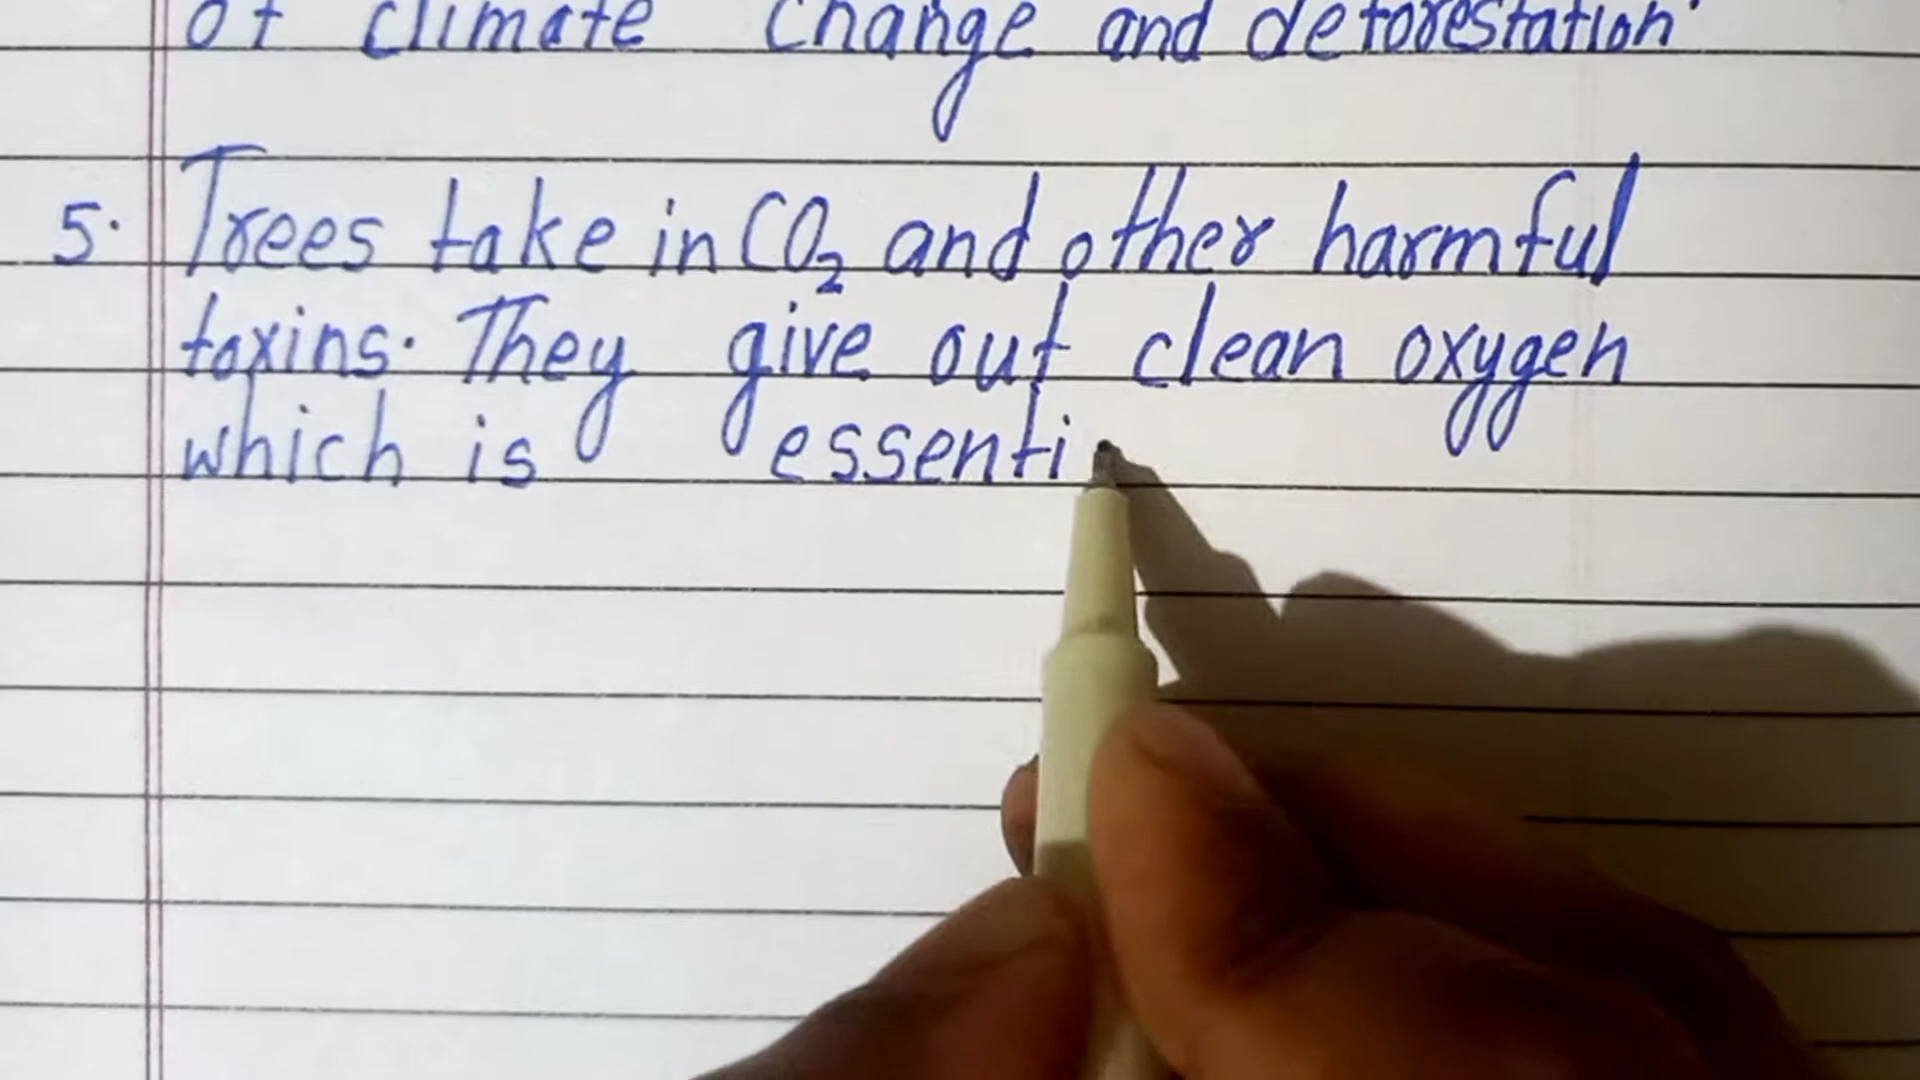 of climate change and deforestation.
5. Trees take in CO₂ and other harmful
toxins. They give out clean oxygen
which is essenti